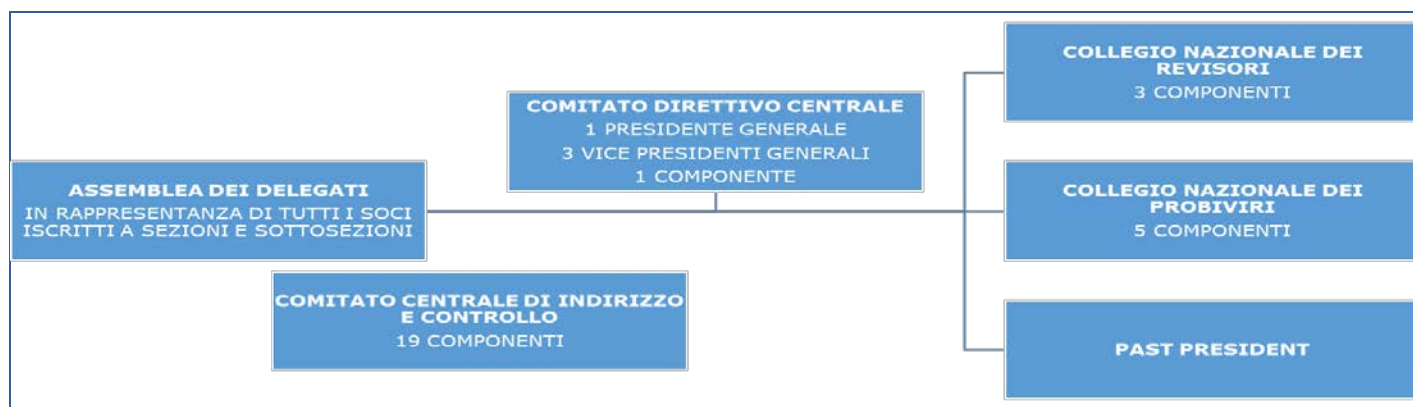 ASSEMBLEA DEI DELEGATI
IN RAPPRESENTANZA DI TUTTI I SOCI
ISCRITTI A SEZIONI E SOTTOSEZIONI
COMITATO DIRETTIVO CENTRALE
1 PRESIDENTE GENERALE
3 VICE PRESIDENTI GENERALI
1 COMPONENTE
COMITATO CENTRALE DI INDIRIZZO
E CONTROLLO
19 COMPONENTI
COLLEGIO NAZIONALE DEI
REVISORI
3 COMPONENTI
COLLEGIO NAZIONALE DEI
PROBIVIRI
5 COMPONENTI
PAST PRESIDENT